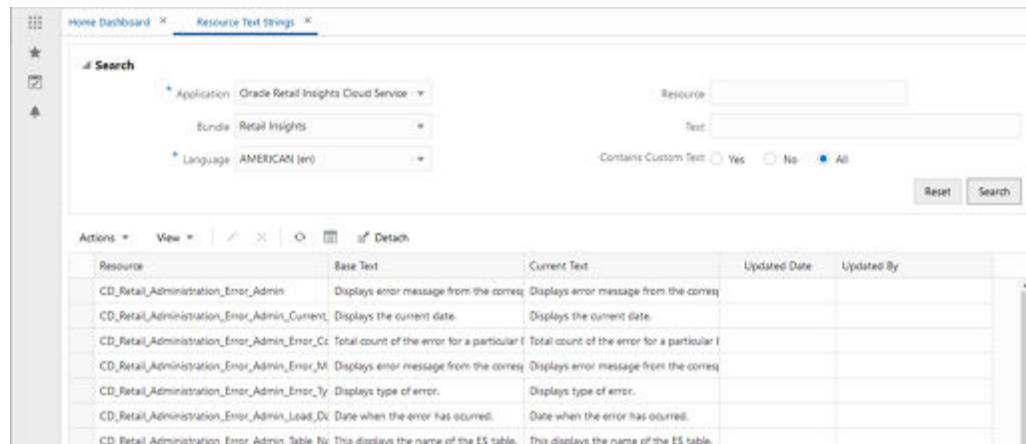 Home Dashboard × Resource Text Strings ×
Search
* Application Oracle Retail Insights Cloud Service Resource
Bundle Retail Insights Text
* Language AMERICAN (en) Contains Custom Text Yes No All
Reset Search
Actions View Detach
Resource Base Text Current Text Updated Date Updated By
CD_Retail_Administration_Error_Admin Displays error message from the corresp Displays error message from the corresp
CD_Retail_Administration_Error_Admin_Current_ Displays the current date. Displays the current date.
CD_Retail_Administration_Error_Admin_Error_Cc Total count of the error for a particular Total count of the error for a particular
CD_Retail_Administration_Error_Admin_Error_M Displays error message from the corresp Displays error message from the corresp
CD_Retail_Administration_Error_Admin_Error_Ty Displays type of error. Displays type of error.
CD_Retail_Administration_Error_Admin_Load_Da Date when the error has ocurred. Date when the error has ocurred.
CD_Retail_Administration_Error_Admin_Table_Na This displays the name of the ES table. This displays the name of the ES table.